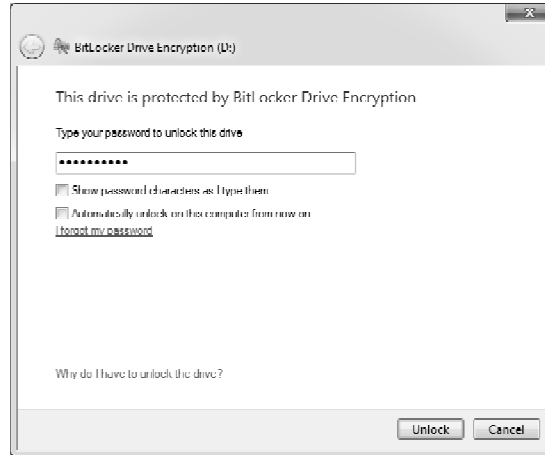 BitLocker Drive Encryption (D:)
This drive is protected by BitLocker Drive Encryption
Type your password to unlock this drive
••••••••••
Show password characters as I type them
Automatically unlock on this computer from now on
I forgot my password
Why do I have to unlock the drive?
Unlock Cancel